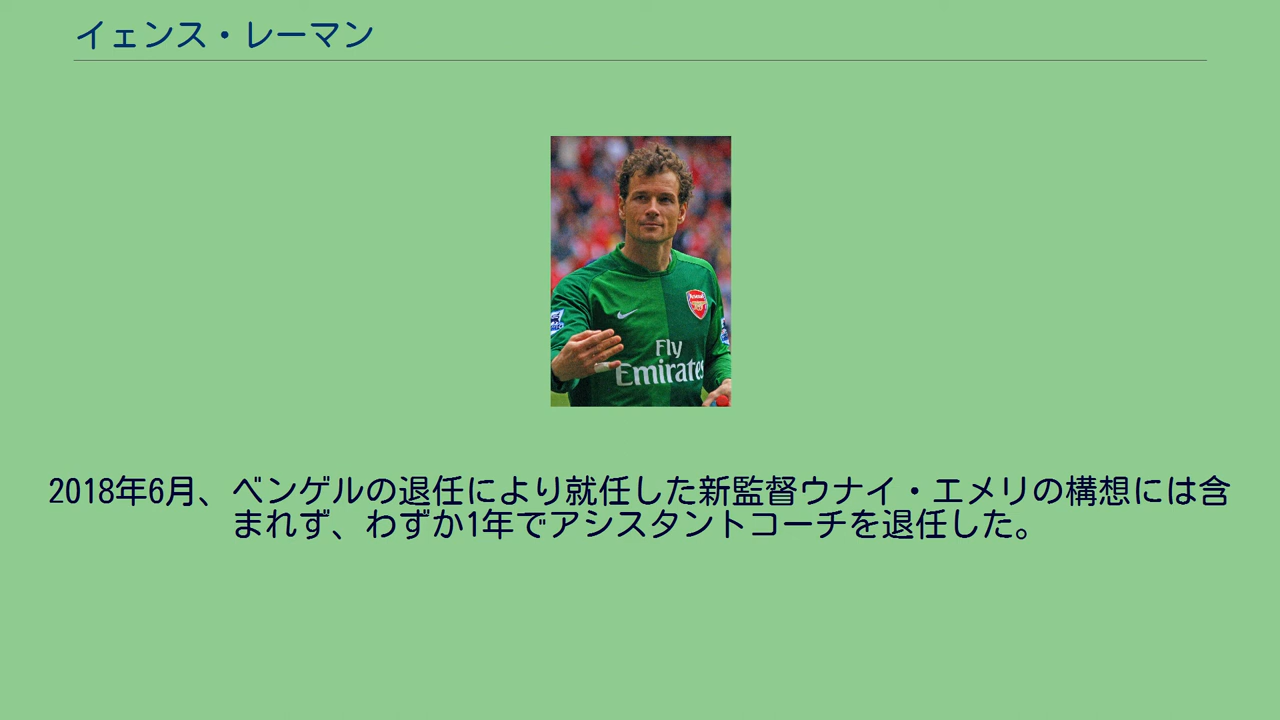 イェンス・レーマン
Arsenal
Fly
Emirates
2018年6月、ベンゲルの退任により就任した新監督ウナイ・エメリの構想には含
まれず、わずか1年でアシスタントコーチを退任した。